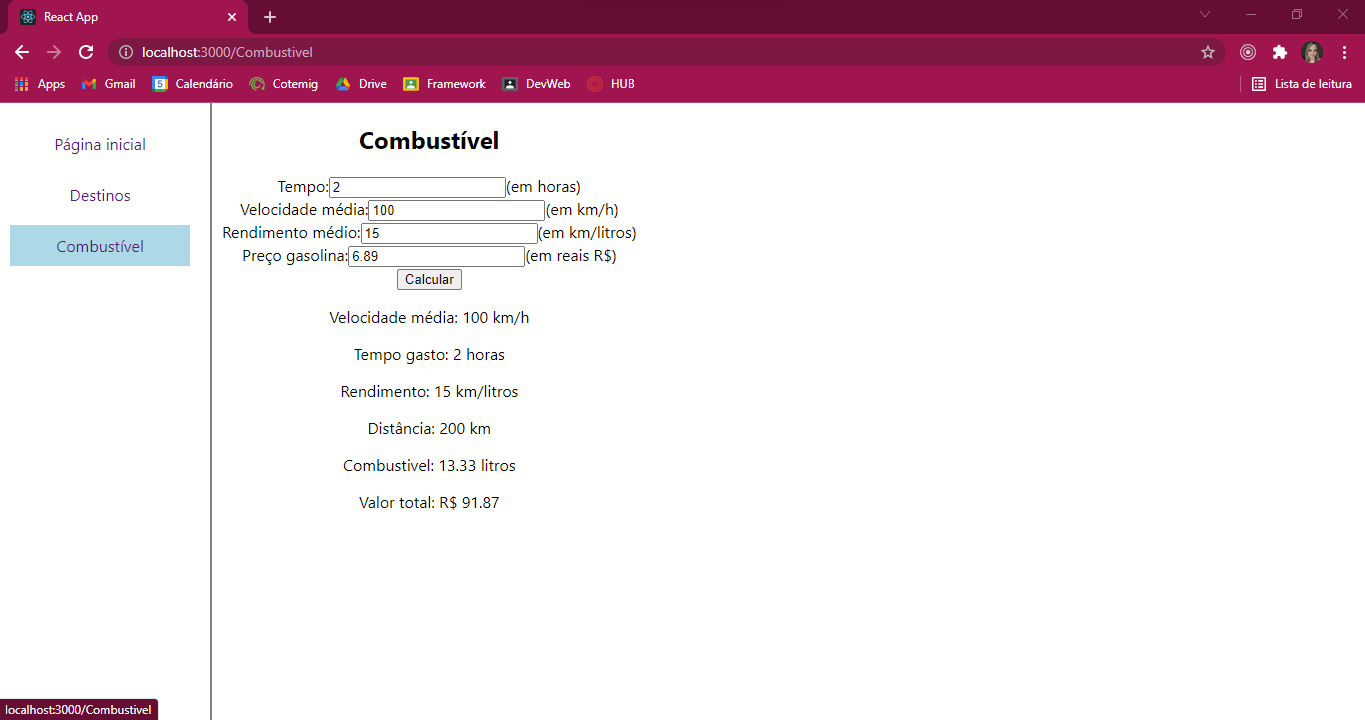 React App
localhost:3000/Combustivel
Apps Gmail 5 Calendário Cotemig Drive Framework DevWeb HUB Lista de leitura
Página inicial
Destinos
Combustível
Combustível
Tempo: 2 (em horas)
Velocidade média: 100 (em km/h)
Rendimento médio: 15 (em km/litros)
Preço gasolina: 6.89 (em reais R$)
Calcular
Velocidade média: 100 km/h
Tempo gasto: 2 horas
Rendimento: 15 km/litros
Distância: 200 km
Combustivel: 13.33 litros
Valor total: R$ 91.87
localhost:3000/Combustivel